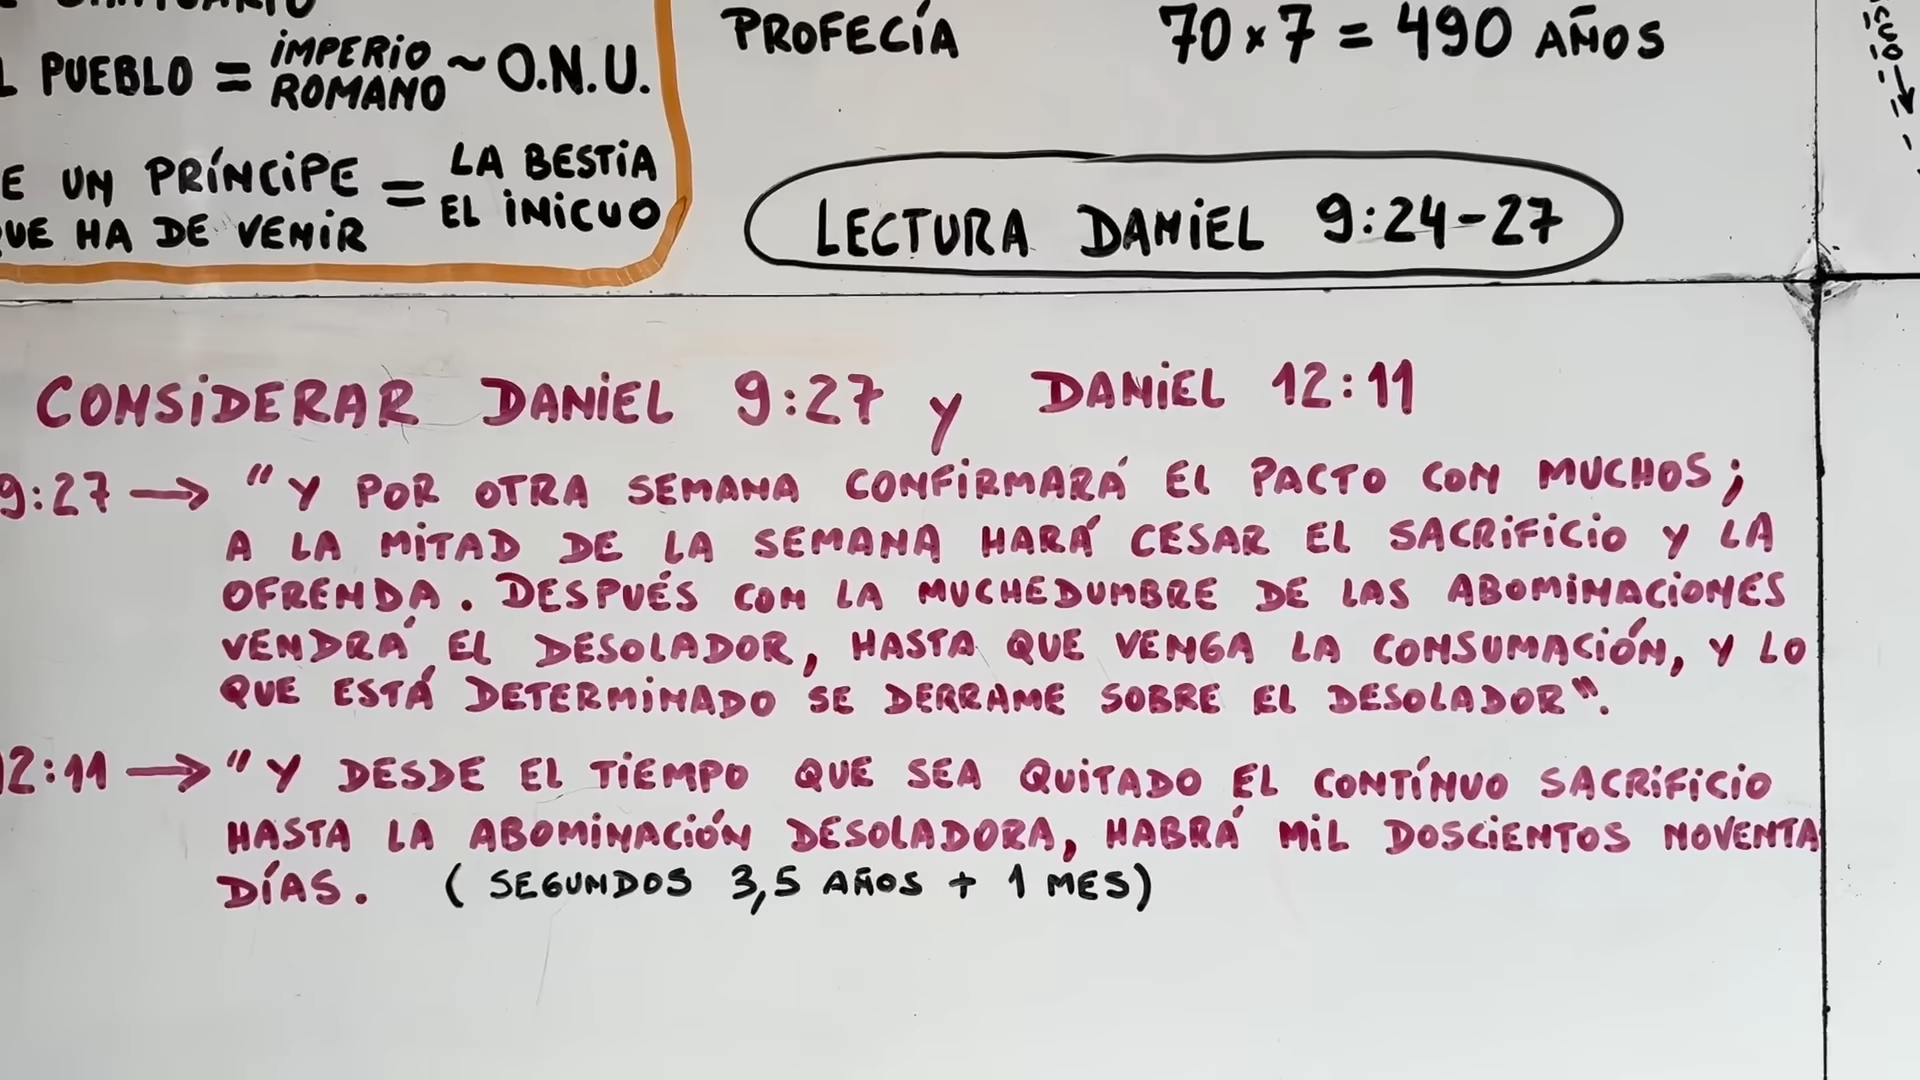 PUEBLO = IMPERIO ROMANO ~ O.N.U.
E UN PRÍNCIPE QUE HA DE VENIR = LA BESTIA EL INICUO
PROFECÍA 70 x 7 = 490 AÑOS
LECTURA DANIEL 9:24-27
CONSIDERAR DANIEL 9:27 y DANIEL 12:11
9:27 → "Y POR OTRA SEMANA CONFIRMARÁ EL PACTO CON MUCHOS;
A LA MITAD DE LA SEMANA HARÁ CESAR EL SACRIFICIO Y LA
OFRENDA. DESPUÉS CON LA MUCHEDUMBRE DE LAS ABOMINACIONES
VENDRÁ EL DESOLADOR, HASTA QUE VENGA LA CONSUMACIÓN, Y LO
QUE ESTÁ DETERMINADO SE DERRAME SOBRE EL DESOLADOR".
12:11 → "Y DESDE EL TIEMPO QUE SEA QUITADO EL CONTÍNUO SACRIFICIO
HASTA LA ABOMINACIÓN DESOLADORA, HABRÁ MIL DOSCIENTOS NOVENTA
DÍAS. (SEGUNDOS 3,5 AÑOS + 1 MES)